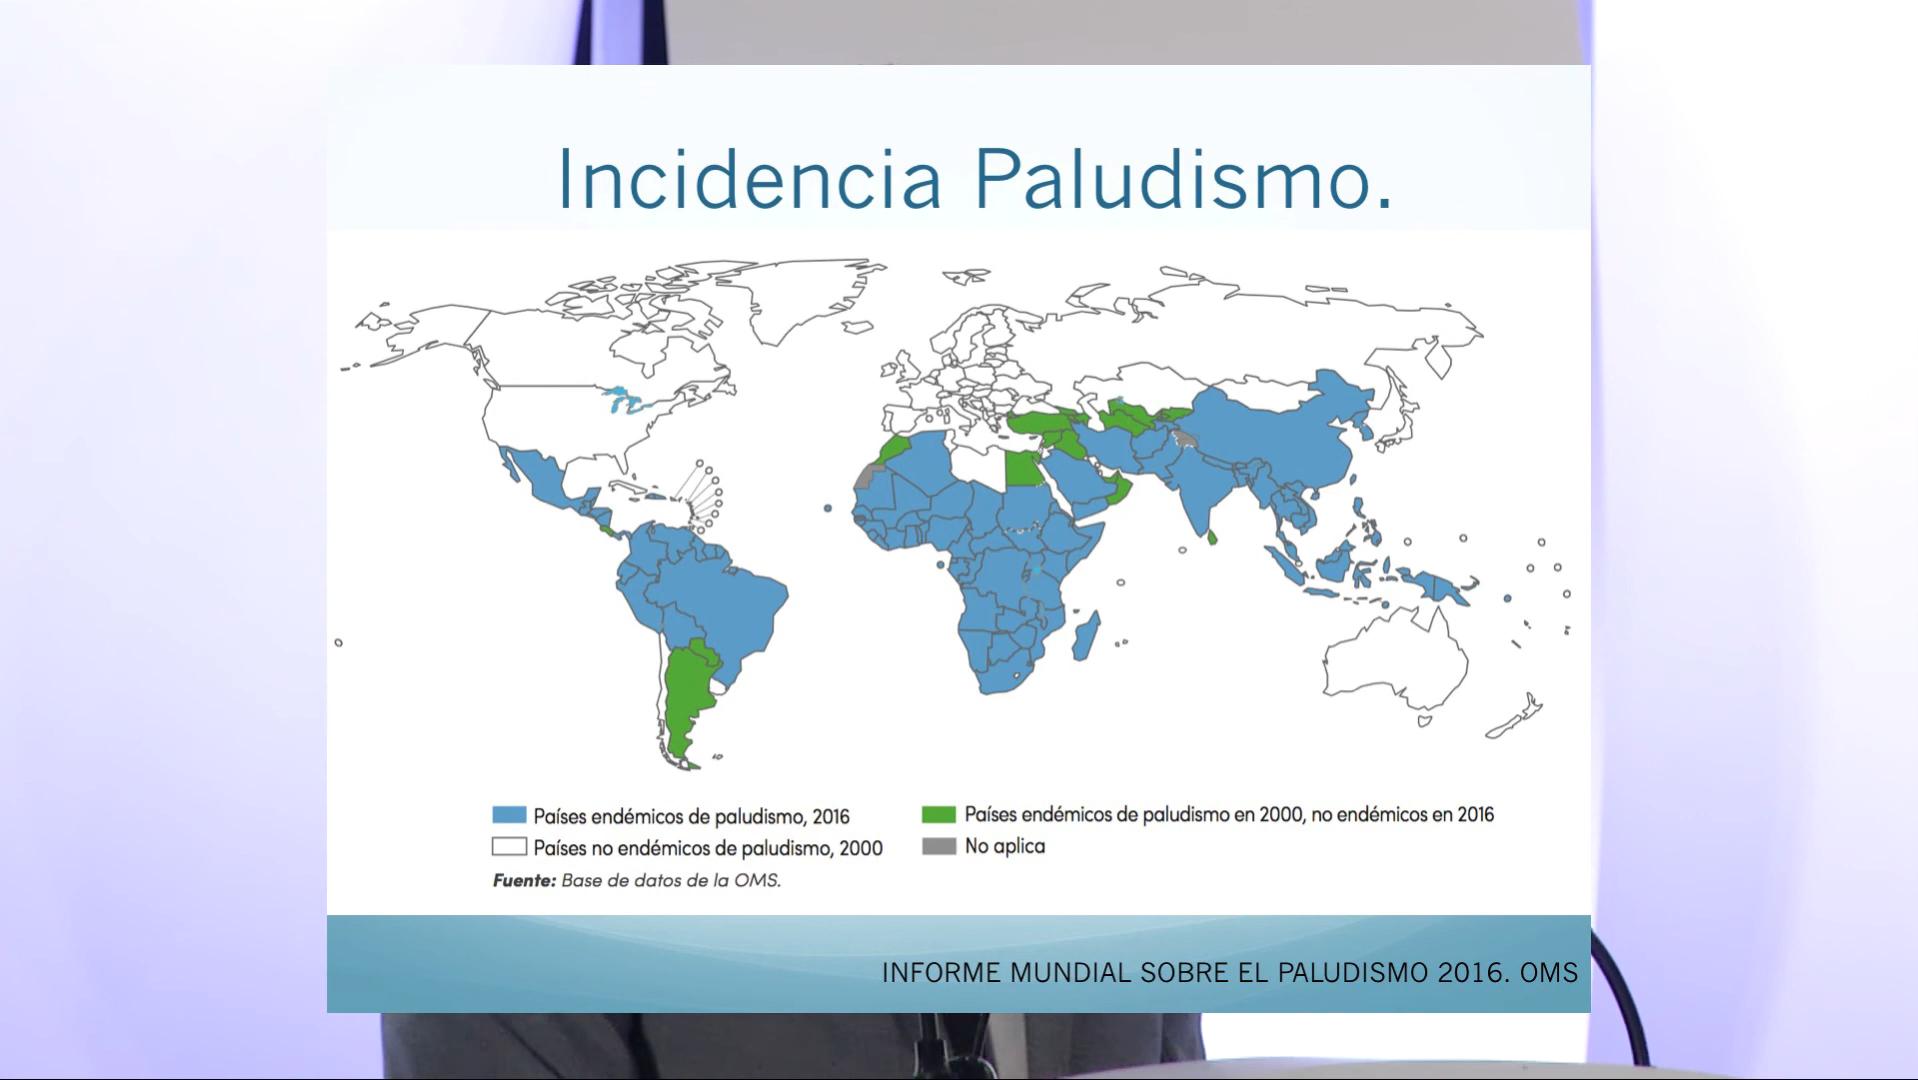 Incidencia Paludismo.
Países endémicos de paludismo, 2016
Países no endémicos de paludismo, 2000
Países endémicos de paludismo en 2000, no endémicos en 2016
No aplica
Fuente: Base de datos de la OMS.
INFORME MUNDIAL SOBRE EL PALUDISMO 2016. OMS